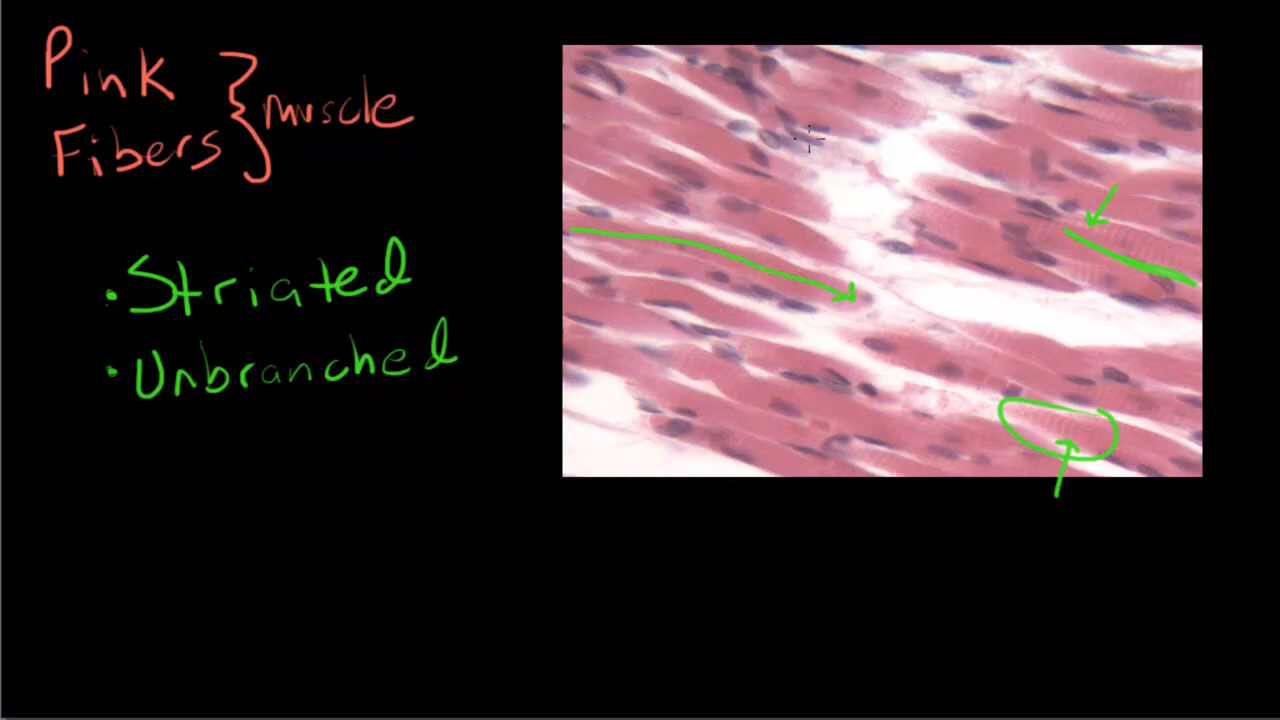 Pink
Fibers } muscle
• Striated
• Unbranched